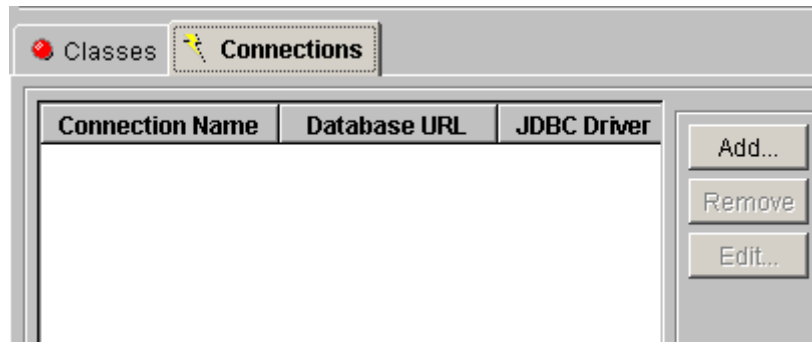 Classes Connections
Connection Name Database URL JDBC Driver
Add...
Remove
Edit...